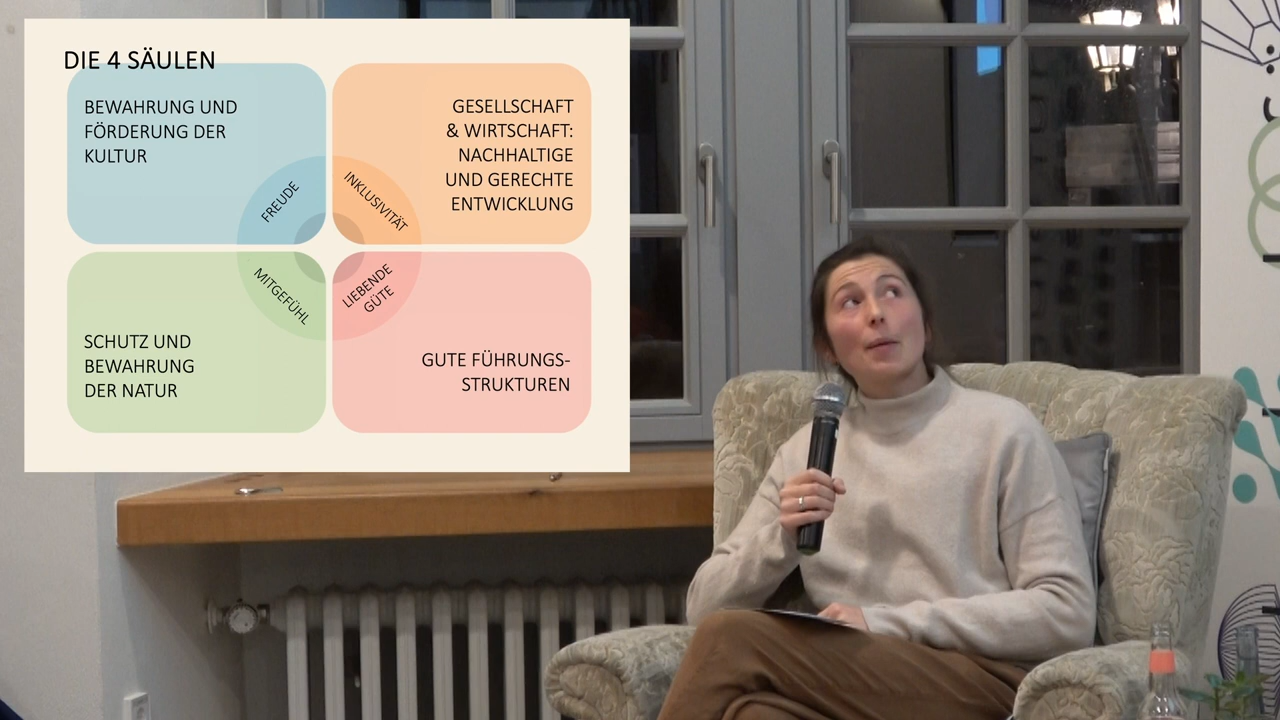 DIE 4 SÄULEN
BEWAHRUNG UND
FÖRDERUNG DER
KULTUR
GESELLSCHAFT
& WIRTSCHAFT:
NACHHALTIGE
UND GERECHTE
ENTWICKLUNG
FREUDE
INKLUSIVITÄT
MITGEFÜHL
LIEBENDE
GÜTE
SCHUTZ UND
BEWAHRUNG
DER NATUR
GUTE FÜHRUNGS-
STRUKTUREN